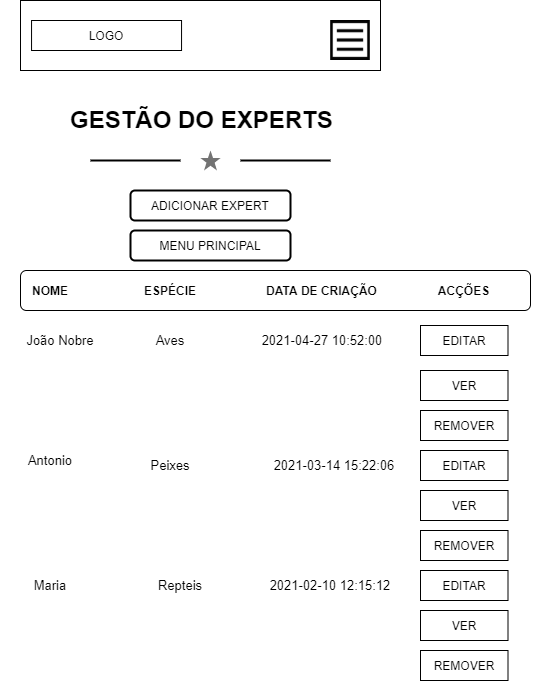 LOGO
GESTÃO DO EXPERTS
ADICIONAR EXPERT
MENU PRINCIPAL
NOME ESPÉCIE DATA DE CRIAÇÃO ACÇÕES
João Nobre Aves 2021-04-27 10:52:00 EDITAR
VER
REMOVER
Antonio Peixes 2021-03-14 15:22:06 EDITAR
VER
REMOVER
Maria Repteis 2021-02-10 12:15:12 EDITAR
VER
REMOVER